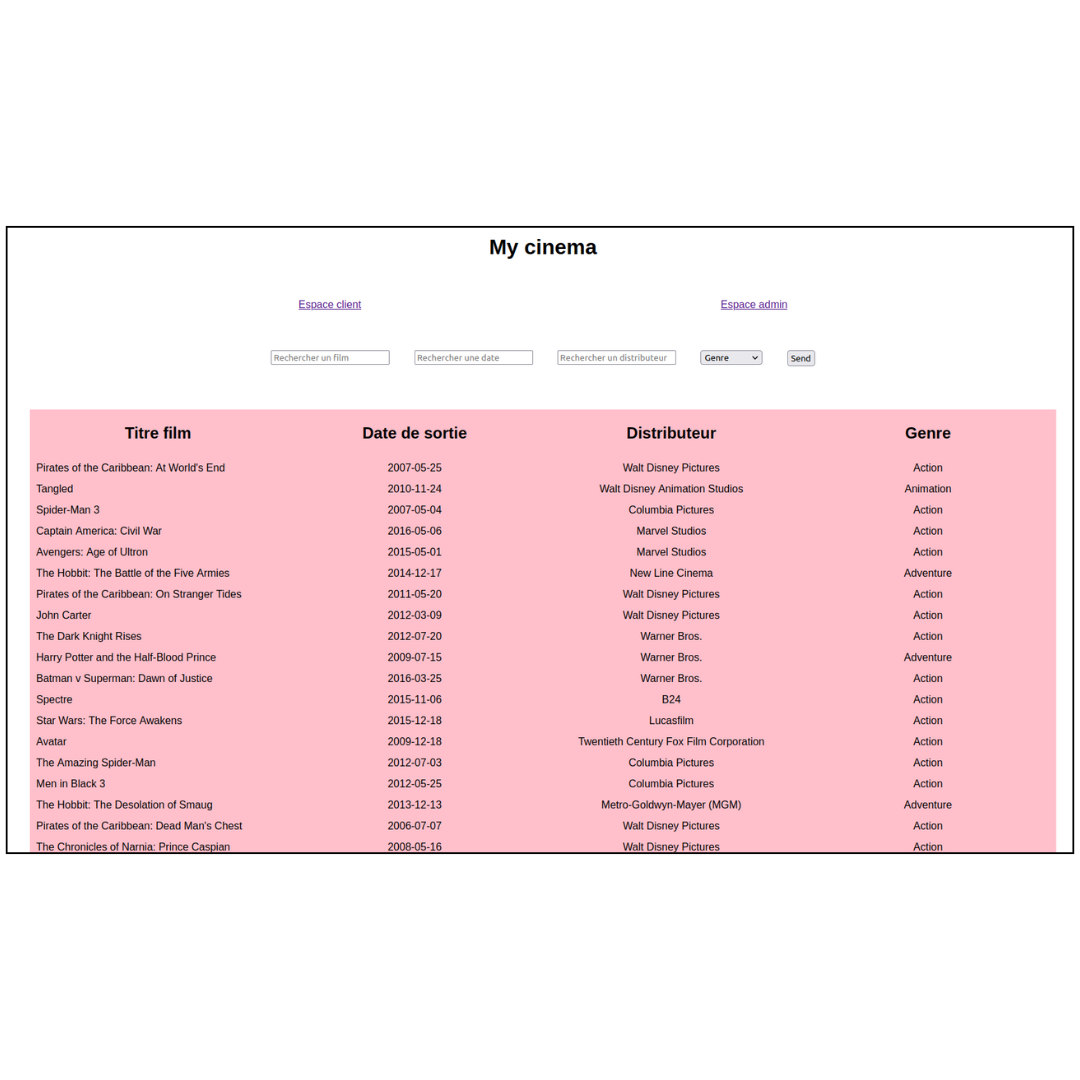 My cinema
Espace client Espace admin
Rechercher un film Rechercher une date Rechercher un distributeur Genre Send
Titre film Date de sortie Distributeur Genre
Pirates of the Caribbean: At World's End 2007-05-25 Walt Disney Pictures Action
Tangled 2010-11-24 Walt Disney Animation Studios Animation
Spider-Man 3 2007-05-04 Columbia Pictures Action
Captain America: Civil War 2016-05-06 Marvel Studios Action
Avengers: Age of Ultron 2015-05-01 Marvel Studios Action
The Hobbit: The Battle of the Five Armies 2014-12-17 New Line Cinema Adventure
Pirates of the Caribbean: On Stranger Tides 2011-05-20 Walt Disney Pictures Action
John Carter 2012-03-09 Walt Disney Pictures Action
The Dark Knight Rises 2012-07-20 Warner Bros. Action
Harry Potter and the Half-Blood Prince 2009-07-15 Warner Bros. Adventure
Batman v Superman: Dawn of Justice 2016-03-25 Warner Bros. Action
Spectre 2015-11-06 B24 Action
Star Wars: The Force Awakens 2015-12-18 Lucasfilm Action
Avatar 2009-12-18 Twentieth Century Fox Film Corporation Action
The Amazing Spider-Man 2012-07-03 Columbia Pictures Action
Men in Black 3 2012-05-25 Columbia Pictures Action
The Hobbit: The Desolation of Smaug 2013-12-13 Metro-Goldwyn-Mayer (MGM) Adventure
Pirates of the Caribbean: Dead Man's Chest 2006-07-07 Walt Disney Pictures Action
The Chronicles of Narnia: Prince Caspian 2008-05-16 Walt Disney Pictures Action